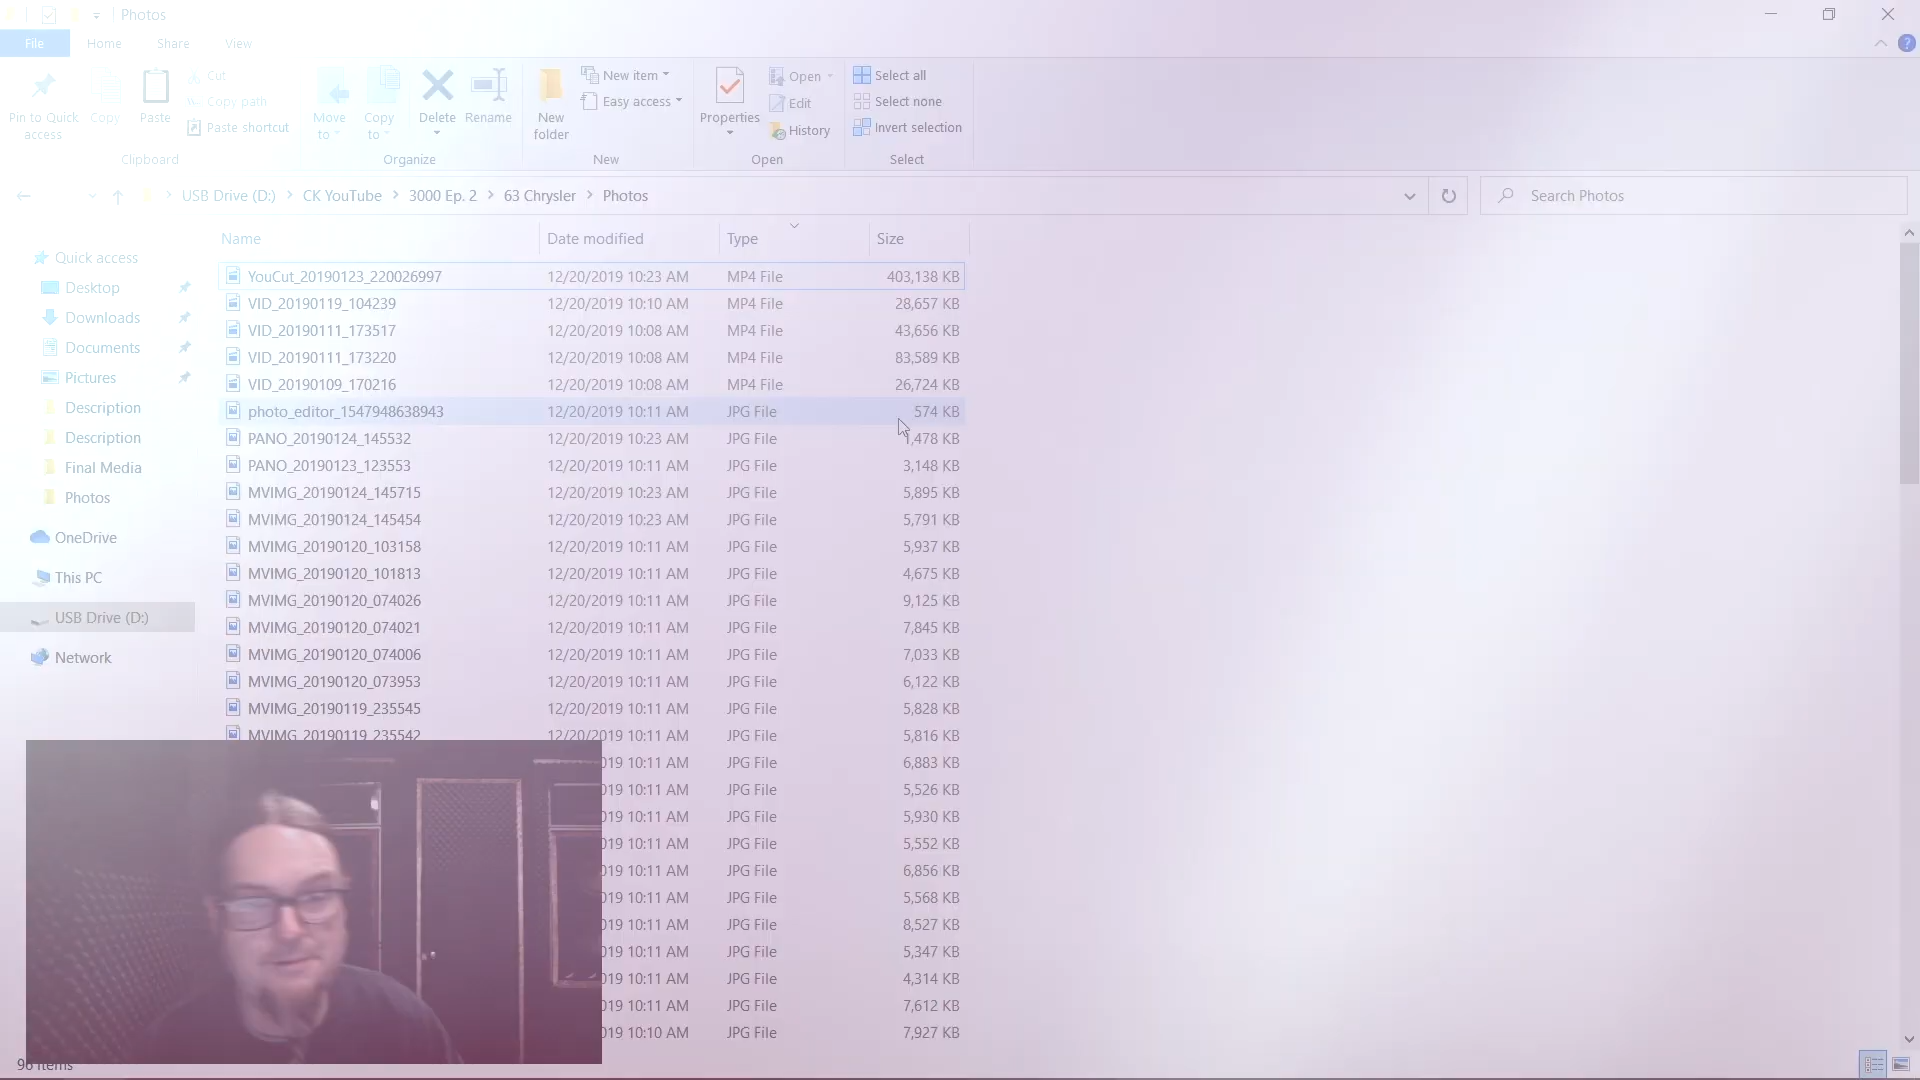 Photos
File Home Share View
Pin to Quick access
Copy
Paste
Cut
Copy path
Paste shortcut
Clipboard
Move to
Copy to
Delete
Rename
Organize
New folder
New item
Easy access
New
Properties
Open
Edit
History
Open
Select all
Select none
Invert selection
Select
USB Drive (D:) CK YouTube 3000 Ep. 2 63 Chrysler Photos
Search Photos
Quick access
Desktop
Downloads
Documents
Pictures
Description
Description
Final Media
Photos
OneDrive
This PC
USB Drive (D:)
Network
Name Date modified Type Size
YouCut_20190123_220026997 12/20/2019 10:23 AM MP4 File 403,138 KB
VID_20190119_104239 12/20/2019 10:10 AM MP4 File 28,657 KB
VID_20190111_173517 12/20/2019 10:08 AM MP4 File 43,656 KB
VID_20190111_173220 12/20/2019 10:08 AM MP4 File 83,589 KB
VID_20190109_170216 12/20/2019 10:08 AM MP4 File 26,724 KB
photo_editor_1547948638943 12/20/2019 10:11 AM JPG File 574 KB
PANO_20190124_145532 12/20/2019 10:23 AM JPG File 1,478 KB
PANO_20190123_123553 12/20/2019 10:11 AM JPG File 3,148 KB
MVIMG_20190124_145715 12/20/2019 10:23 AM JPG File 5,895 KB
MVIMG_20190124_145454 12/20/2019 10:23 AM JPG File 5,791 KB
MVIMG_20190120_103158 12/20/2019 10:11 AM JPG File 5,937 KB
MVIMG_20190120_101813 12/20/2019 10:11 AM JPG File 4,675 KB
MVIMG_20190120_074026 12/20/2019 10:11 AM JPG File 9,125 KB
MVIMG_20190120_074021 12/20/2019 10:11 AM JPG File 7,845 KB
MVIMG_20190120_074006 12/20/2019 10:11 AM JPG File 7,033 KB
MVIMG_20190120_073953 12/20/2019 10:11 AM JPG File 6,122 KB
MVIMG_20190119_235545 12/20/2019 10:11 AM JPG File 5,828 KB
MVIMG_20190119_235542 12/20/2019 10:11 AM JPG File 5,816 KB
019 10:11 AM JPG File 6,883 KB
019 10:11 AM JPG File 5,526 KB
019 10:11 AM JPG File 5,930 KB
019 10:11 AM JPG File 5,552 KB
019 10:11 AM JPG File 6,856 KB
019 10:11 AM JPG File 5,568 KB
019 10:11 AM JPG File 8,527 KB
019 10:11 AM JPG File 5,347 KB
019 10:11 AM JPG File 4,314 KB
019 10:11 AM JPG File 7,612 KB
019 10:10 AM JPG File 7,927 KB
96 items